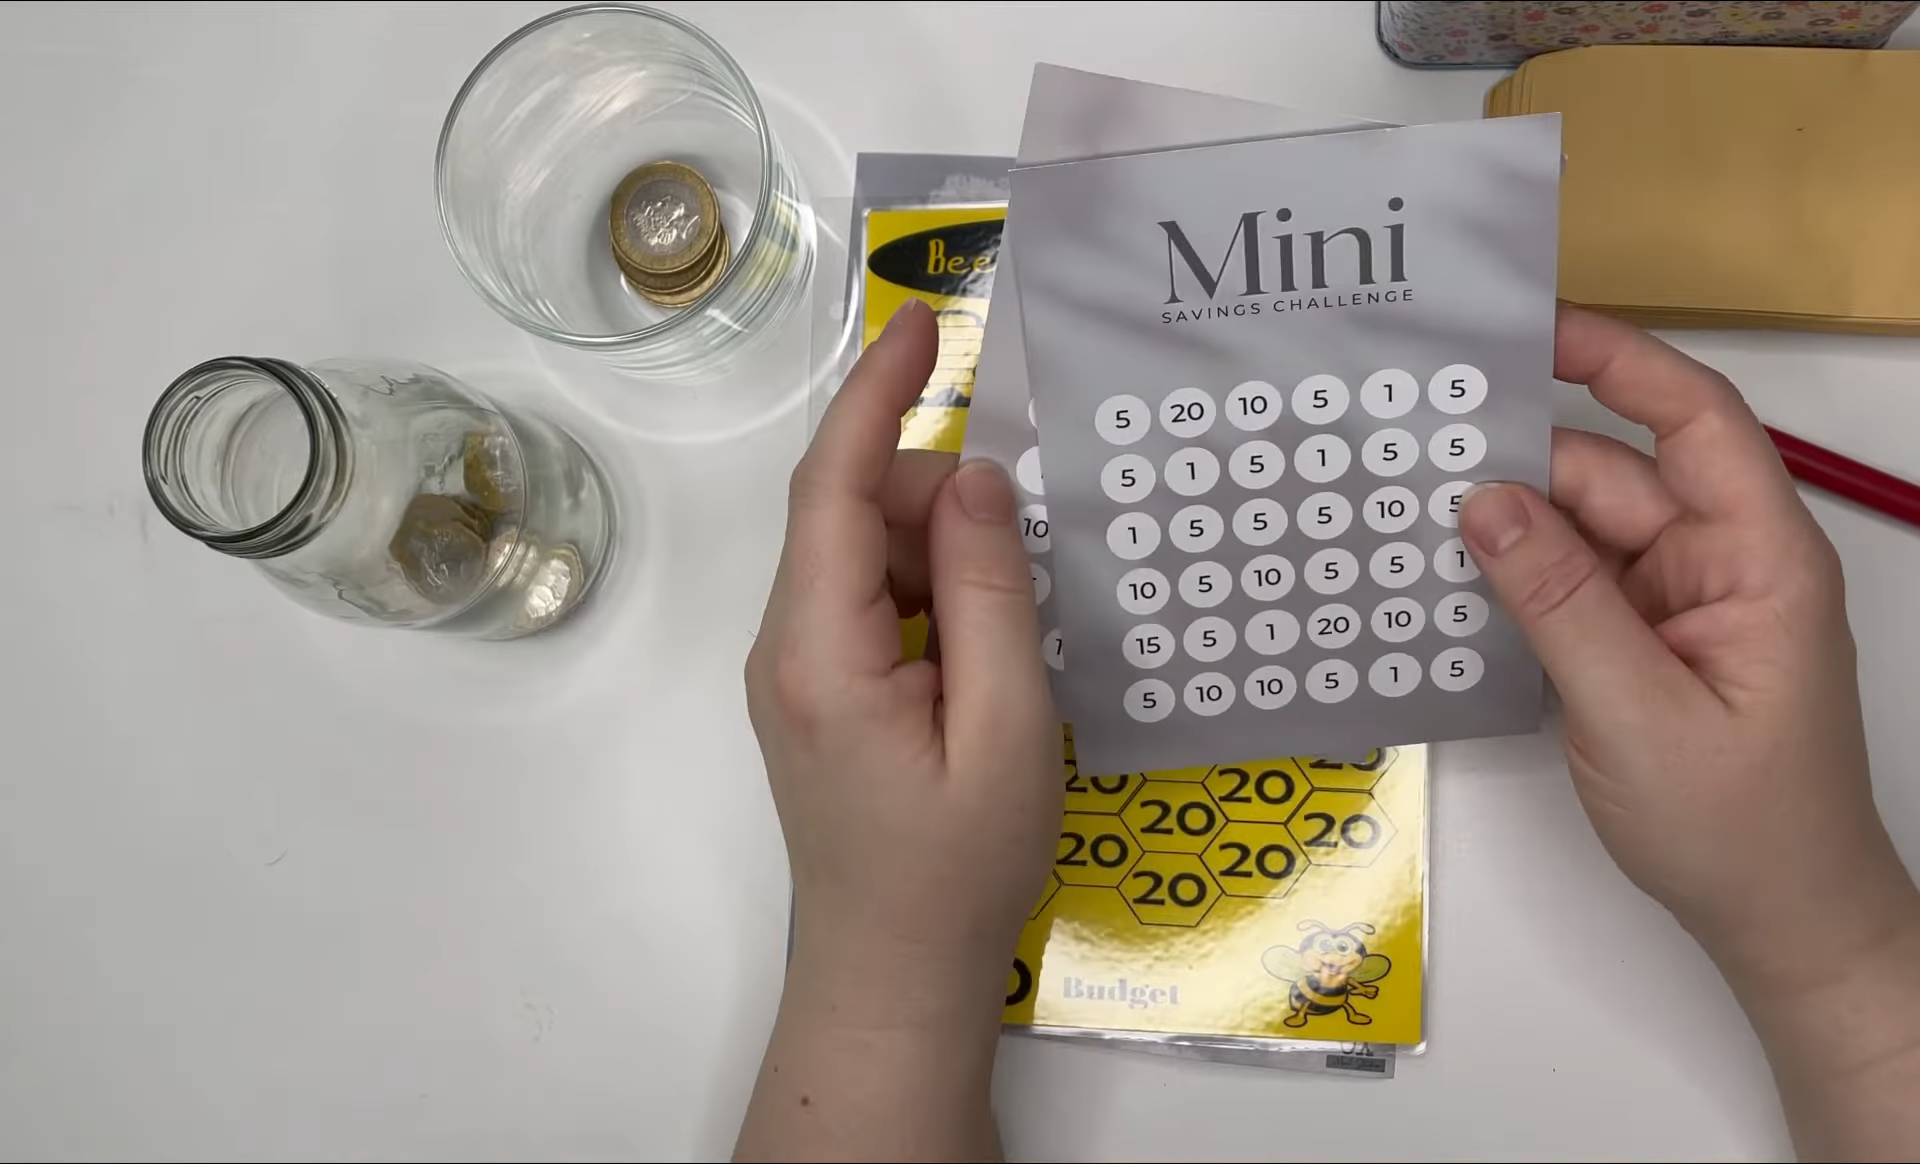 Bee
Mini
SAVINGS CHALLENGE
5 20 10 5 1 5
5 1 5 1 5 5
1 5 5 5 10 5
10 5 10 5 5 1
15 5 1 20 10 5
5 10 10 5 1 5
10
20 20 20
20 20 20
20 20
Budget